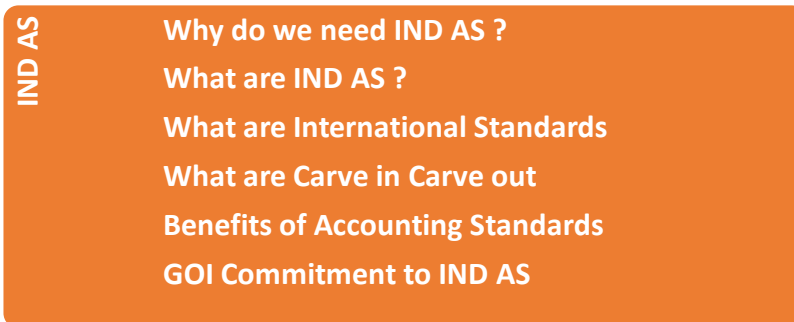 IND AS
Why do we need IND AS ?
What are IND AS ?
What are International Standards
What are Carve in Carve out
Benefits of Accounting Standards
GOI Commitment to IND AS